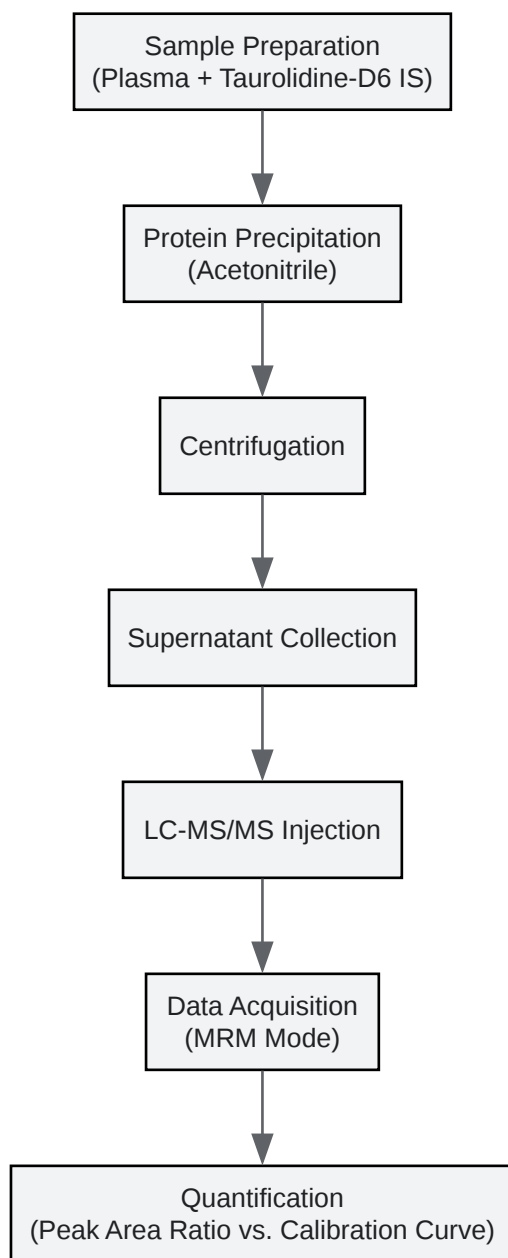 Sample Preparation
(Plasma + Taurolidine-D6 IS)
Protein Precipitation
(Acetonitrile)
Centrifugation
Supernatant Collection
LC-MS/MS Injection
Data Acquisition
(MRM Mode)
Quantification
(Peak Area Ratio vs. Calibration Curve)